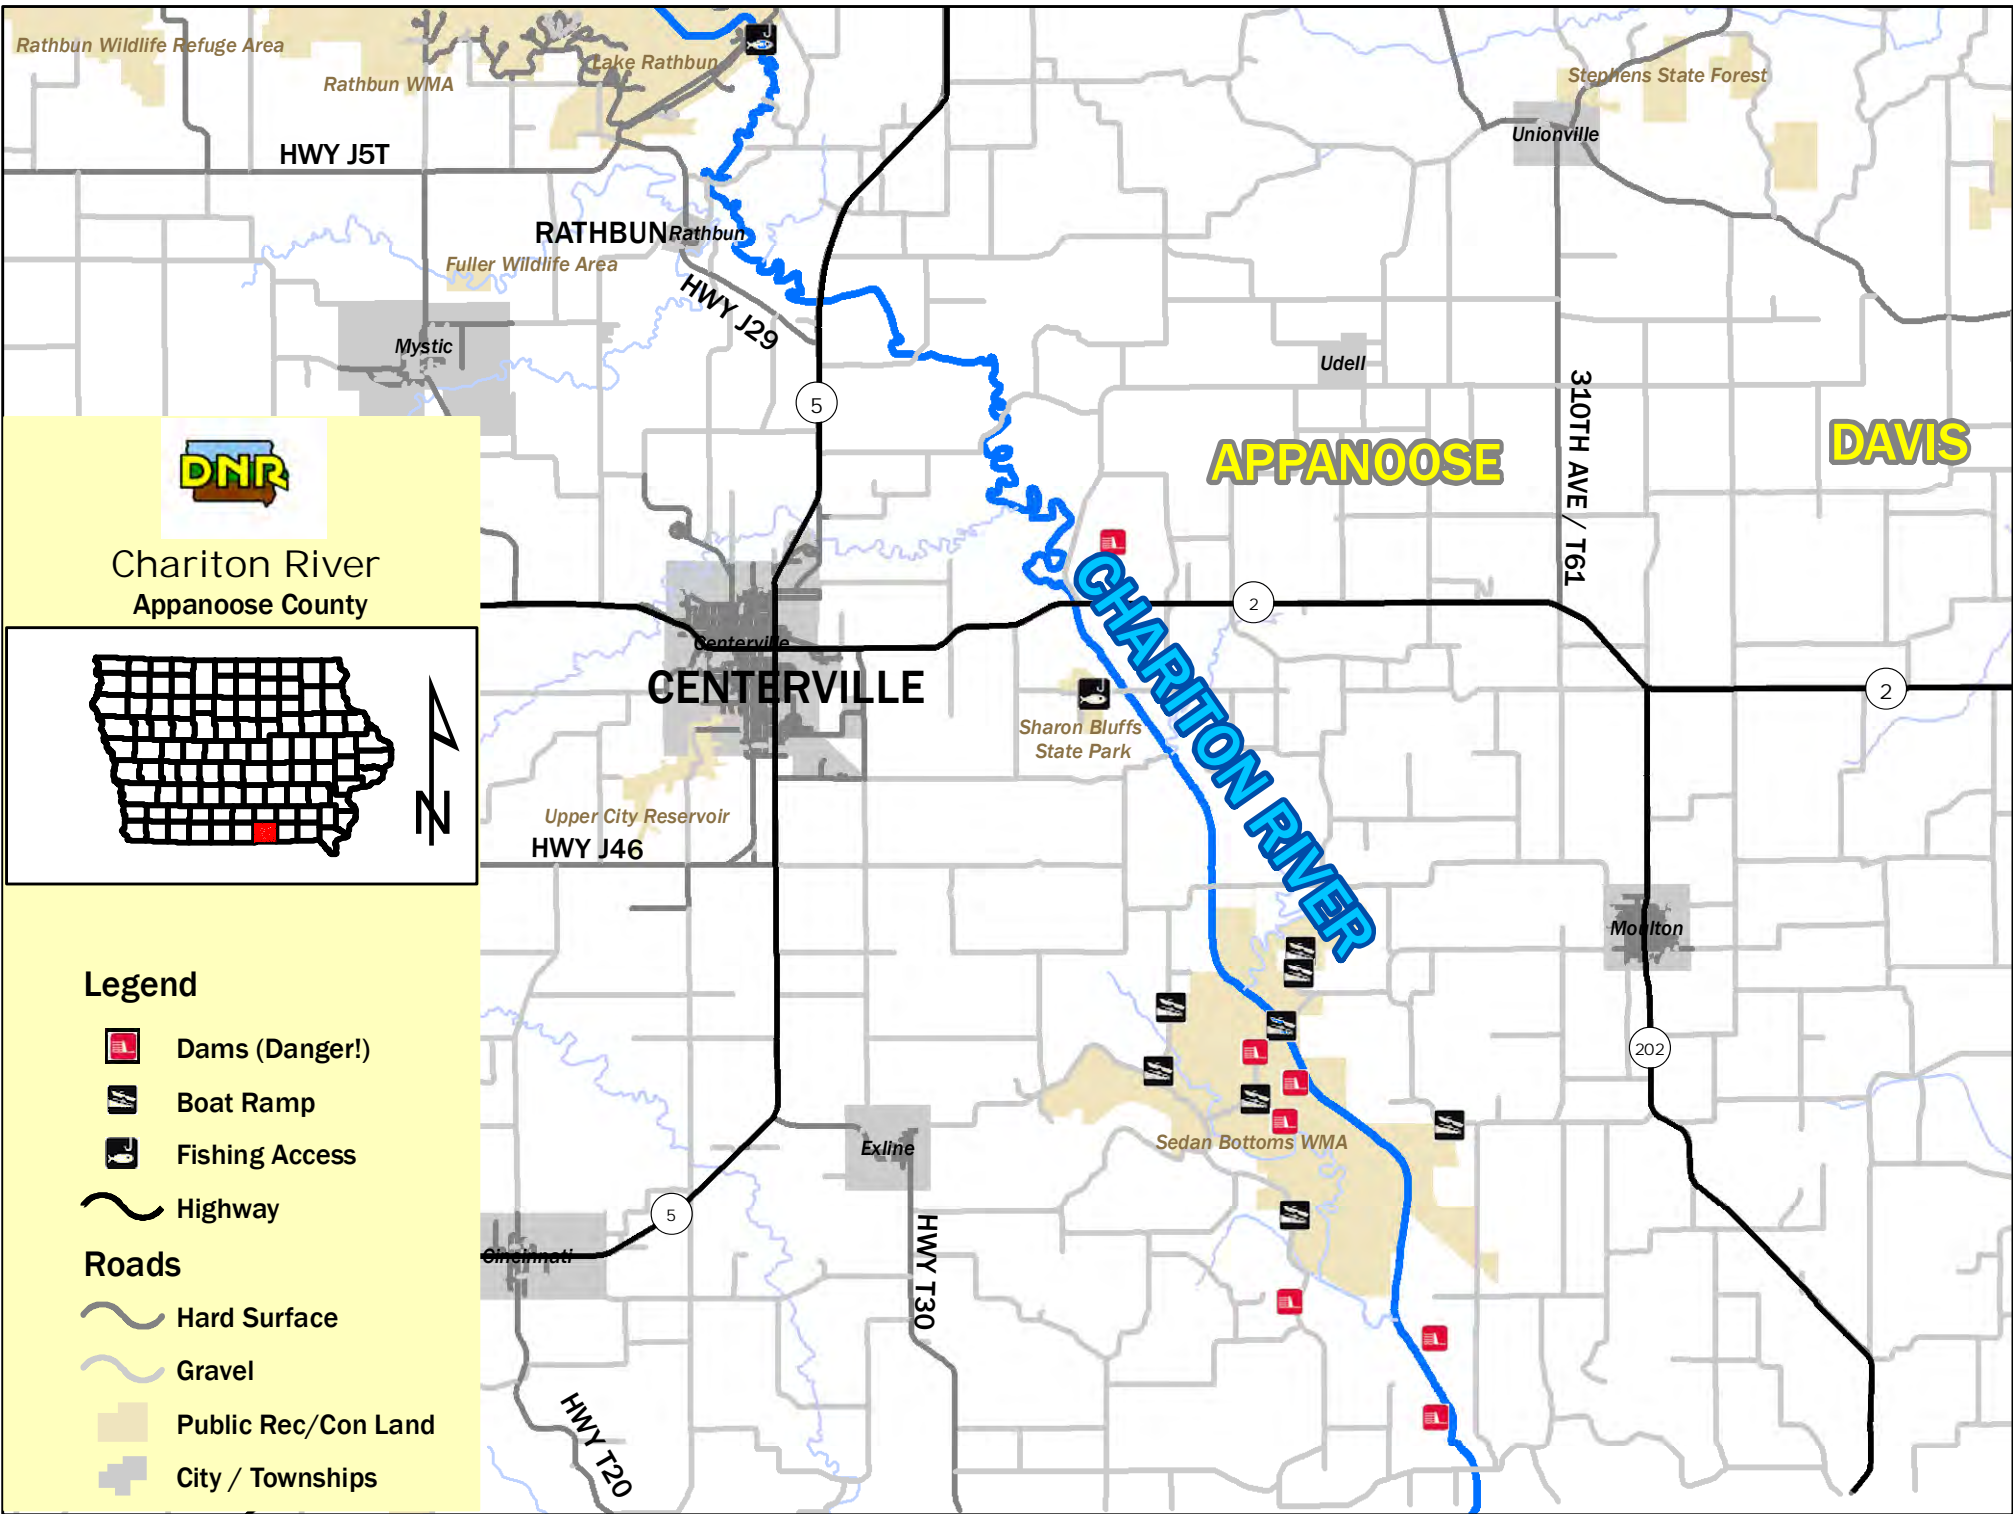 Rathbun Wildlife Refuge Area
Rathbun WMA
Lake Rathbun
Stephens State Forest
Unionville
HWY J5T
RATHBUN
Rathbun
Fuller Wildlife Area
HWY J29
Mystic
Udell
5
310TH AVE / T61
APPANOOSE
DAVIS
DNR
Chariton River
Appanoose County
N
CHARITON RIVER
2
2
Centerville
CENTERVILLE
Sharon Bluffs
State Park
Upper City Reservoir
HWY J46
Moulton
202
Sedan Bottoms WMA
Exline
5
Cincinnati
HWY T30
HWY T20
Legend
Dams (Danger!)
Boat Ramp
Fishing Access
Highway
Roads
Hard Surface
Gravel
Public Rec/Con Land
City / Townships